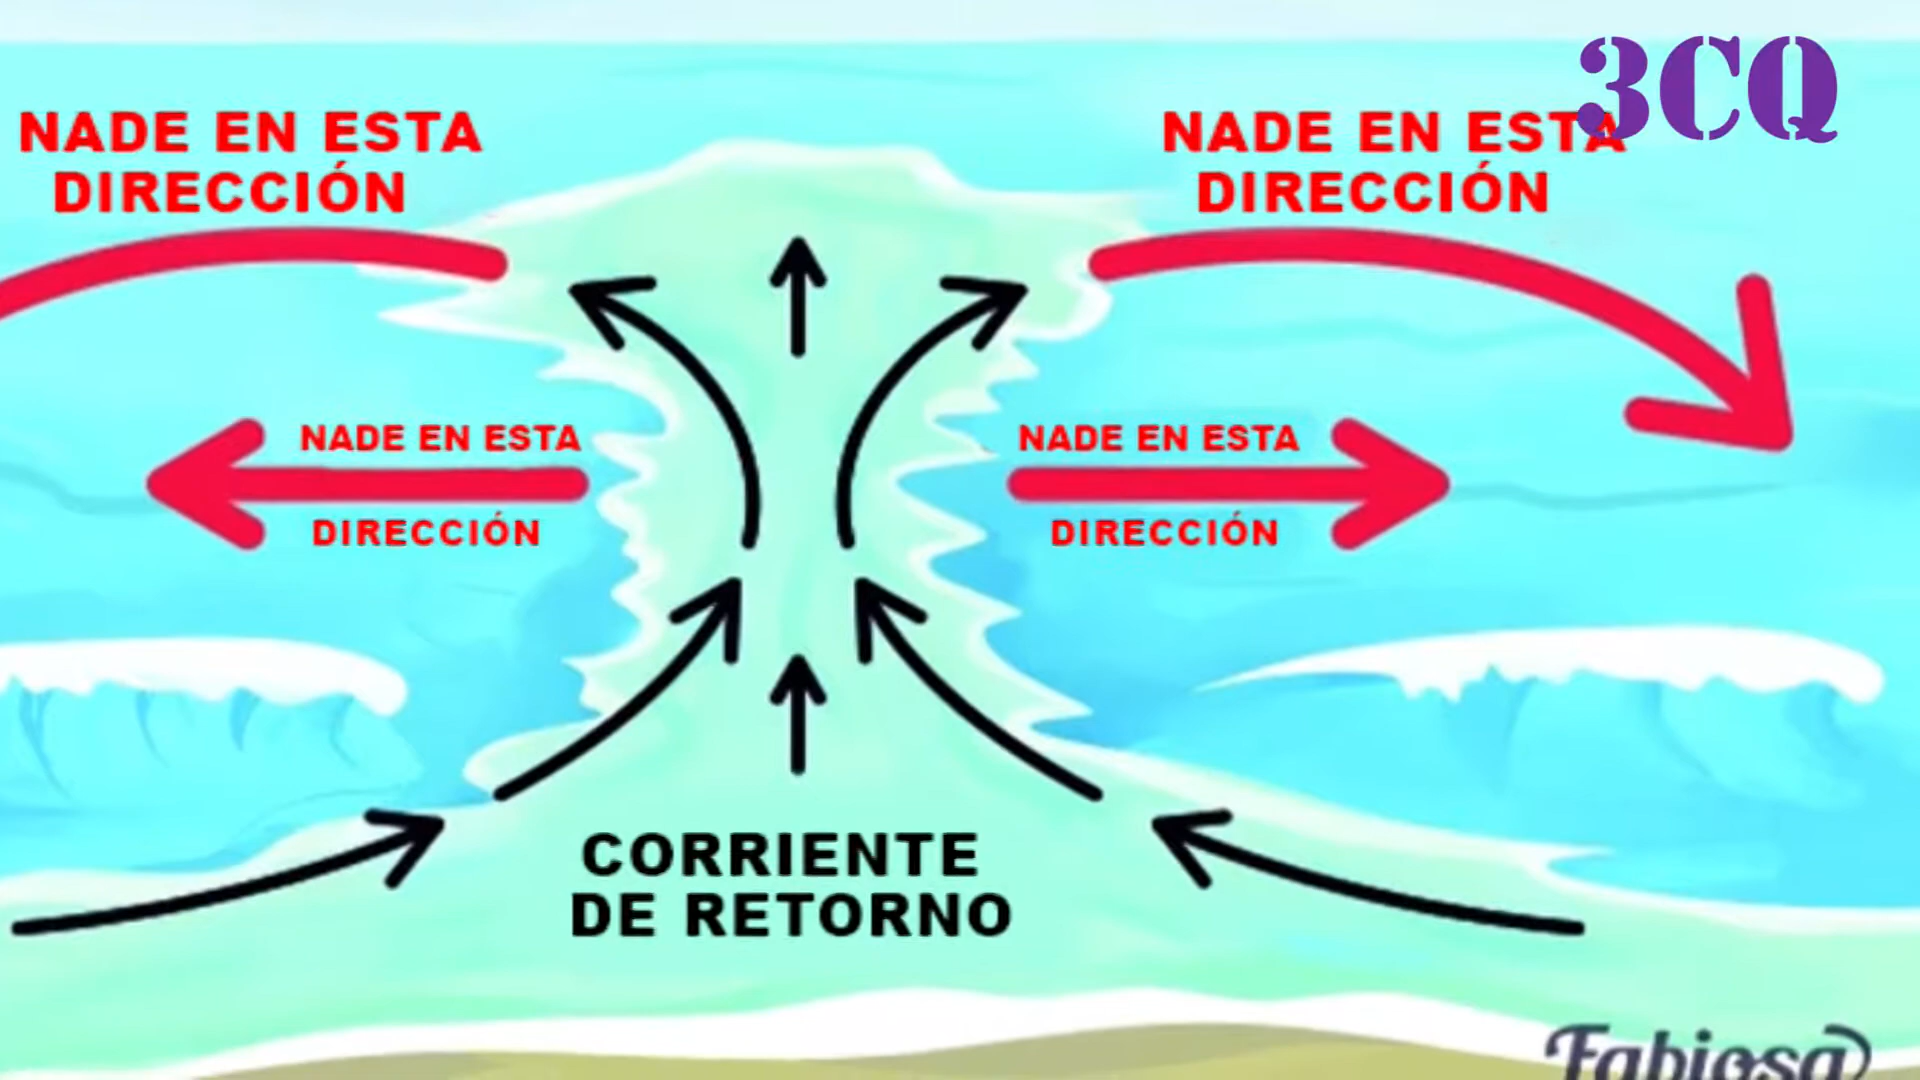 3CQ
NADE EN ESTA
DIRECCIÓN
NADE EN ESTA
DIRECCIÓN
NADE EN ESTA
DIRECCIÓN
NADE EN ESTA
DIRECCIÓN
CORRIENTE
DE RETORNO
Fabiosa